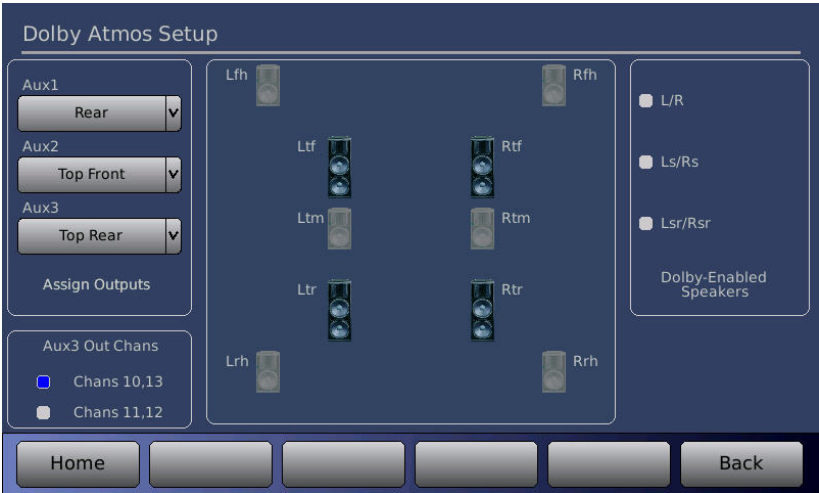 Dolby Atmos Setup
Aux1
Rear
Aux2
Top Front
Aux3
Top Rear
Assign Outputs
Aux3 Out Chans
Chans 10,13
Chans 11,12
Lfh
Rfh
Ltf
Rtf
Ltm
Rtm
Ltr
Rtr
Lrh
Rrh
L/R
Ls/Rs
Lsr/Rsr
Dolby-Enabled
Speakers
Home
Back